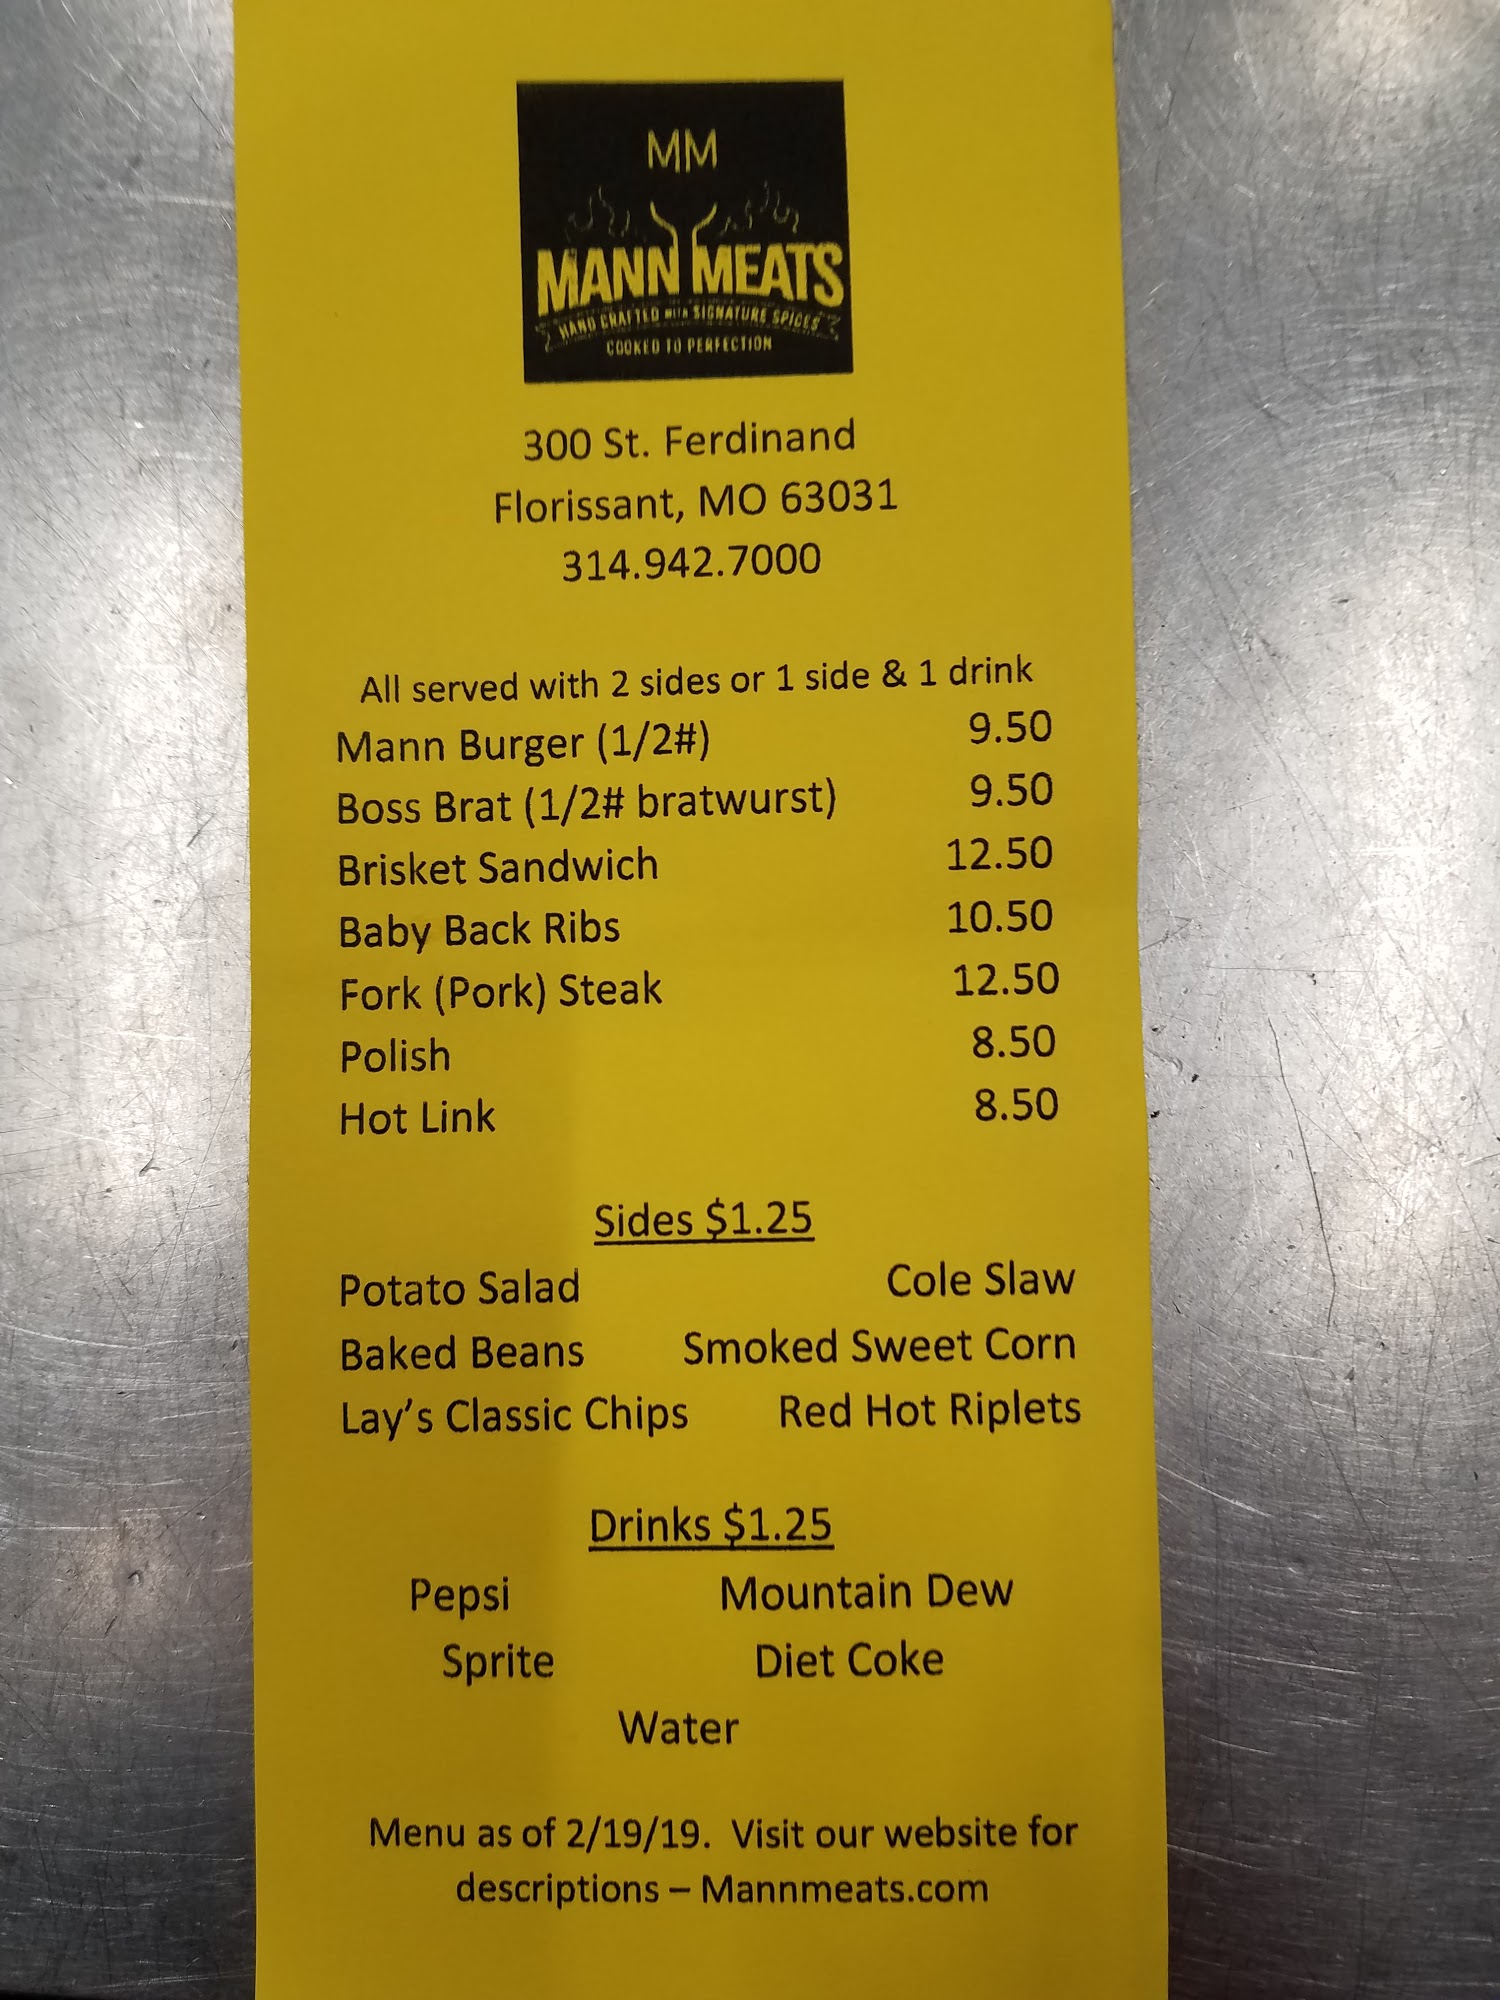 MM
MANN MEATS
HAND CRAFTED WITH SIGNATURE SPICES
COOKED TO PERFECTION
300 St. Ferdinand
Florissant, MO 63031
314.942.7000
All served with 2 sides or 1 side & 1 drink
Mann Burger (1/2#) 9.50
Boss Brat (1/2# bratwurst) 9.50
Brisket Sandwich 12.50
Baby Back Ribs 10.50
Fork (Pork) Steak 12.50
Polish 8.50
Hot Link 8.50
Sides $1.25
Potato Salad Cole Slaw
Baked Beans Smoked Sweet Corn
Lay's Classic Chips Red Hot Riplets
Drinks $1.25
Pepsi Mountain Dew
Sprite Diet Coke
Water
Menu as of 2/19/19. Visit our website for
descriptions – Mannmeats.com